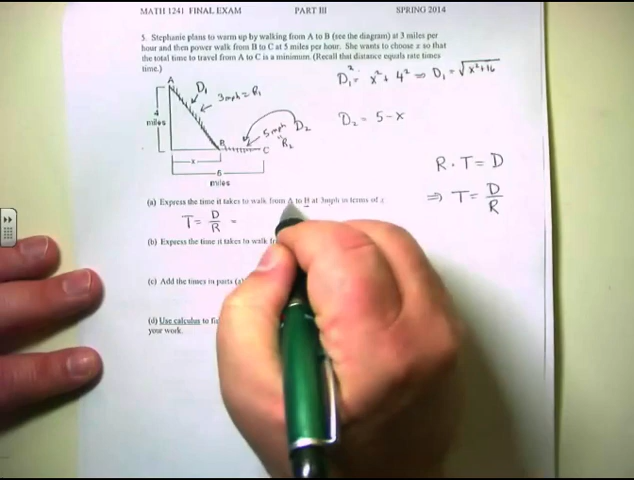 MATH 1241 FINAL EXAM PART III SPRING 2014
5. Stephanie plans to warm up by walking from A to B (see the diagram) at 3 miles per
hour and then power walk from B to C at 5 miles per hour. She wants to choose x so that
the total time to travel from A to C is a minimum. (Recall that distance equals rate times
time.)
D₁² = x² + 4² ⇒ D₁ = √(x²+16)
A
D₁
3mph = R₁
4
miles
5mph
D₂
D₂ = 5 - x
B
C
R₂
x
miles
R · T = D
⇒ T = D/R
(a) Express the time it takes to walk from A to B at 3mph in terms of x
T = D/R =
(b) Express the time it takes to walk
(c) Add the times in parts (a)
(d) Use calculus to
your work.